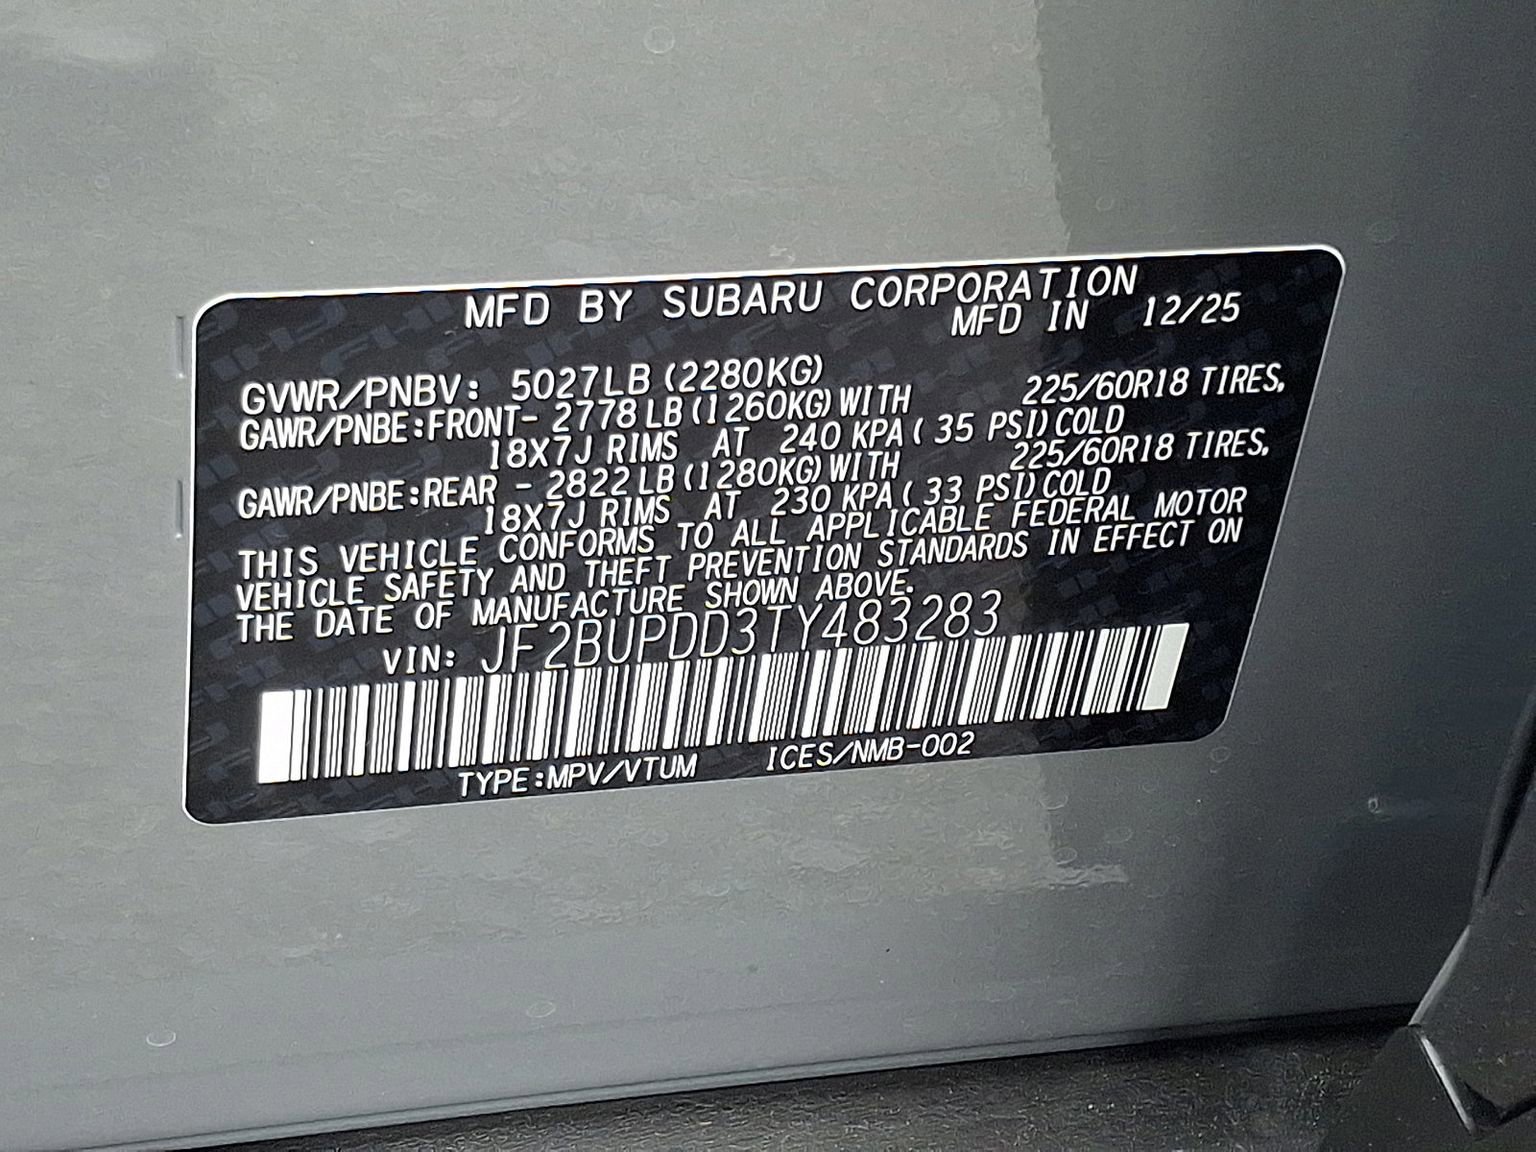 MFD BY SUBARU CORPORATION
MFD IN 12/25
GVWR/PNBV: 5027LB (2280KG)
GAWR/PNBE:FRONT- 2778 LB (1260KG) WITH 225/60R18 TIRES,
18X7J RIMS AT 240 KPA ( 35 PSI) COLD
GAWR/PNBE:REAR - 2822 LB (1280KG) WITH 225/60R18 TIRES,
18X7J RIMS AT 230 KPA ( 33 PSI) COLD
THIS VEHICLE CONFORMS TO ALL APPLICABLE FEDERAL MOTOR
VEHICLE SAFETY AND THEFT PREVENTION STANDARDS IN EFFECT ON
THE DATE OF MANUFACTURE SHOWN ABOVE.
VIN: JF2BUPDD3TY483283
TYPE:MPV/VTUM ICES/NMB-002